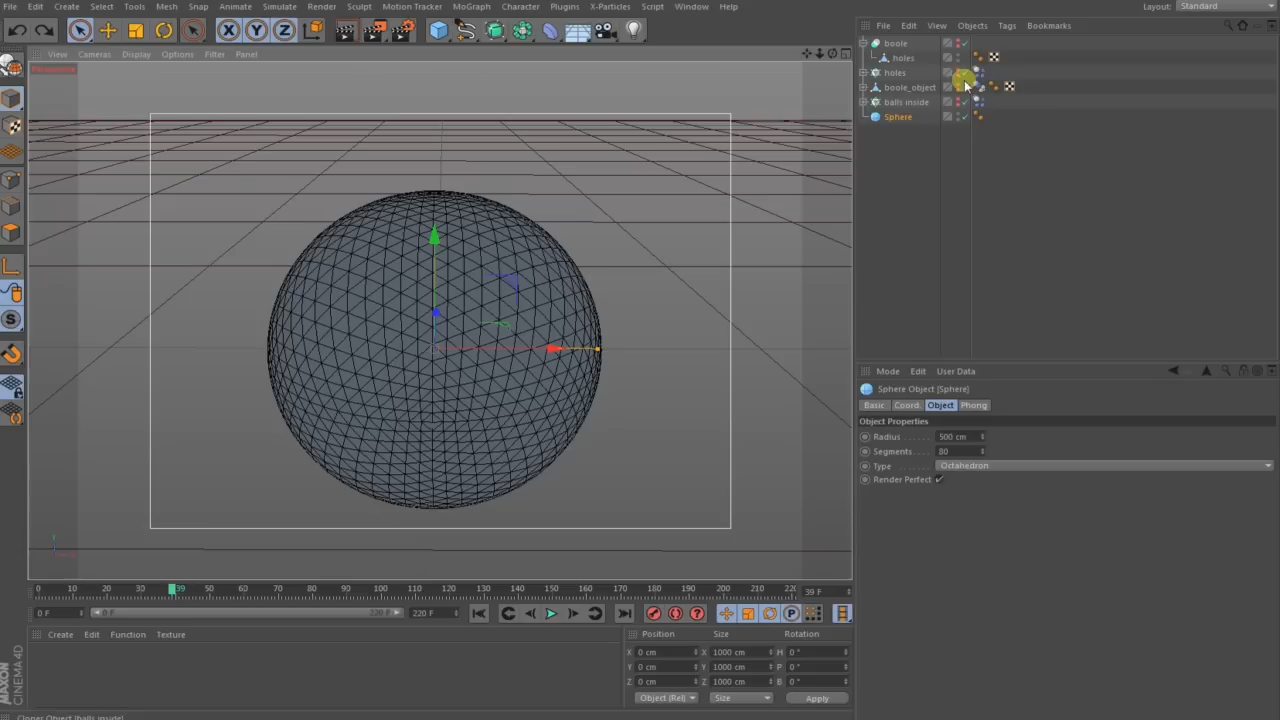 File Edit Create Select Tools Mesh Snap Animate Simulate Render Sculpt Motion Tracker MoGraph Character Plugins X-Particles Script Window Help Layout: Standard
X Y Z
File Edit View Objects Tags Bookmarks
boole
holes
holes
boole_object
balls inside
Sphere
View Cameras Display Options Filter Panel
Perspective
Mode Edit User Data
Sphere Object [Sphere]
Basic Coord. Object Phong
Object Properties
Radius 500 cm
Segments 80
Type Octahedron
Render Perfect
0 10 20 30 39 50 60 70 80 90 100 110 120 130 140 150 160 170 180 190 200 210 220 39 F
0 F 0 F 220 F 220 F
Create Edit Function Texture
Position Size Rotation
X 0 cm X 1000 cm H 0 °
Y 0 cm Y 1000 cm P 0 °
Z 0 cm Z 1000 cm B 0 °
Object (Rel) Size Apply
MAXON
CINEMA4D
Cloner Object [balls inside]